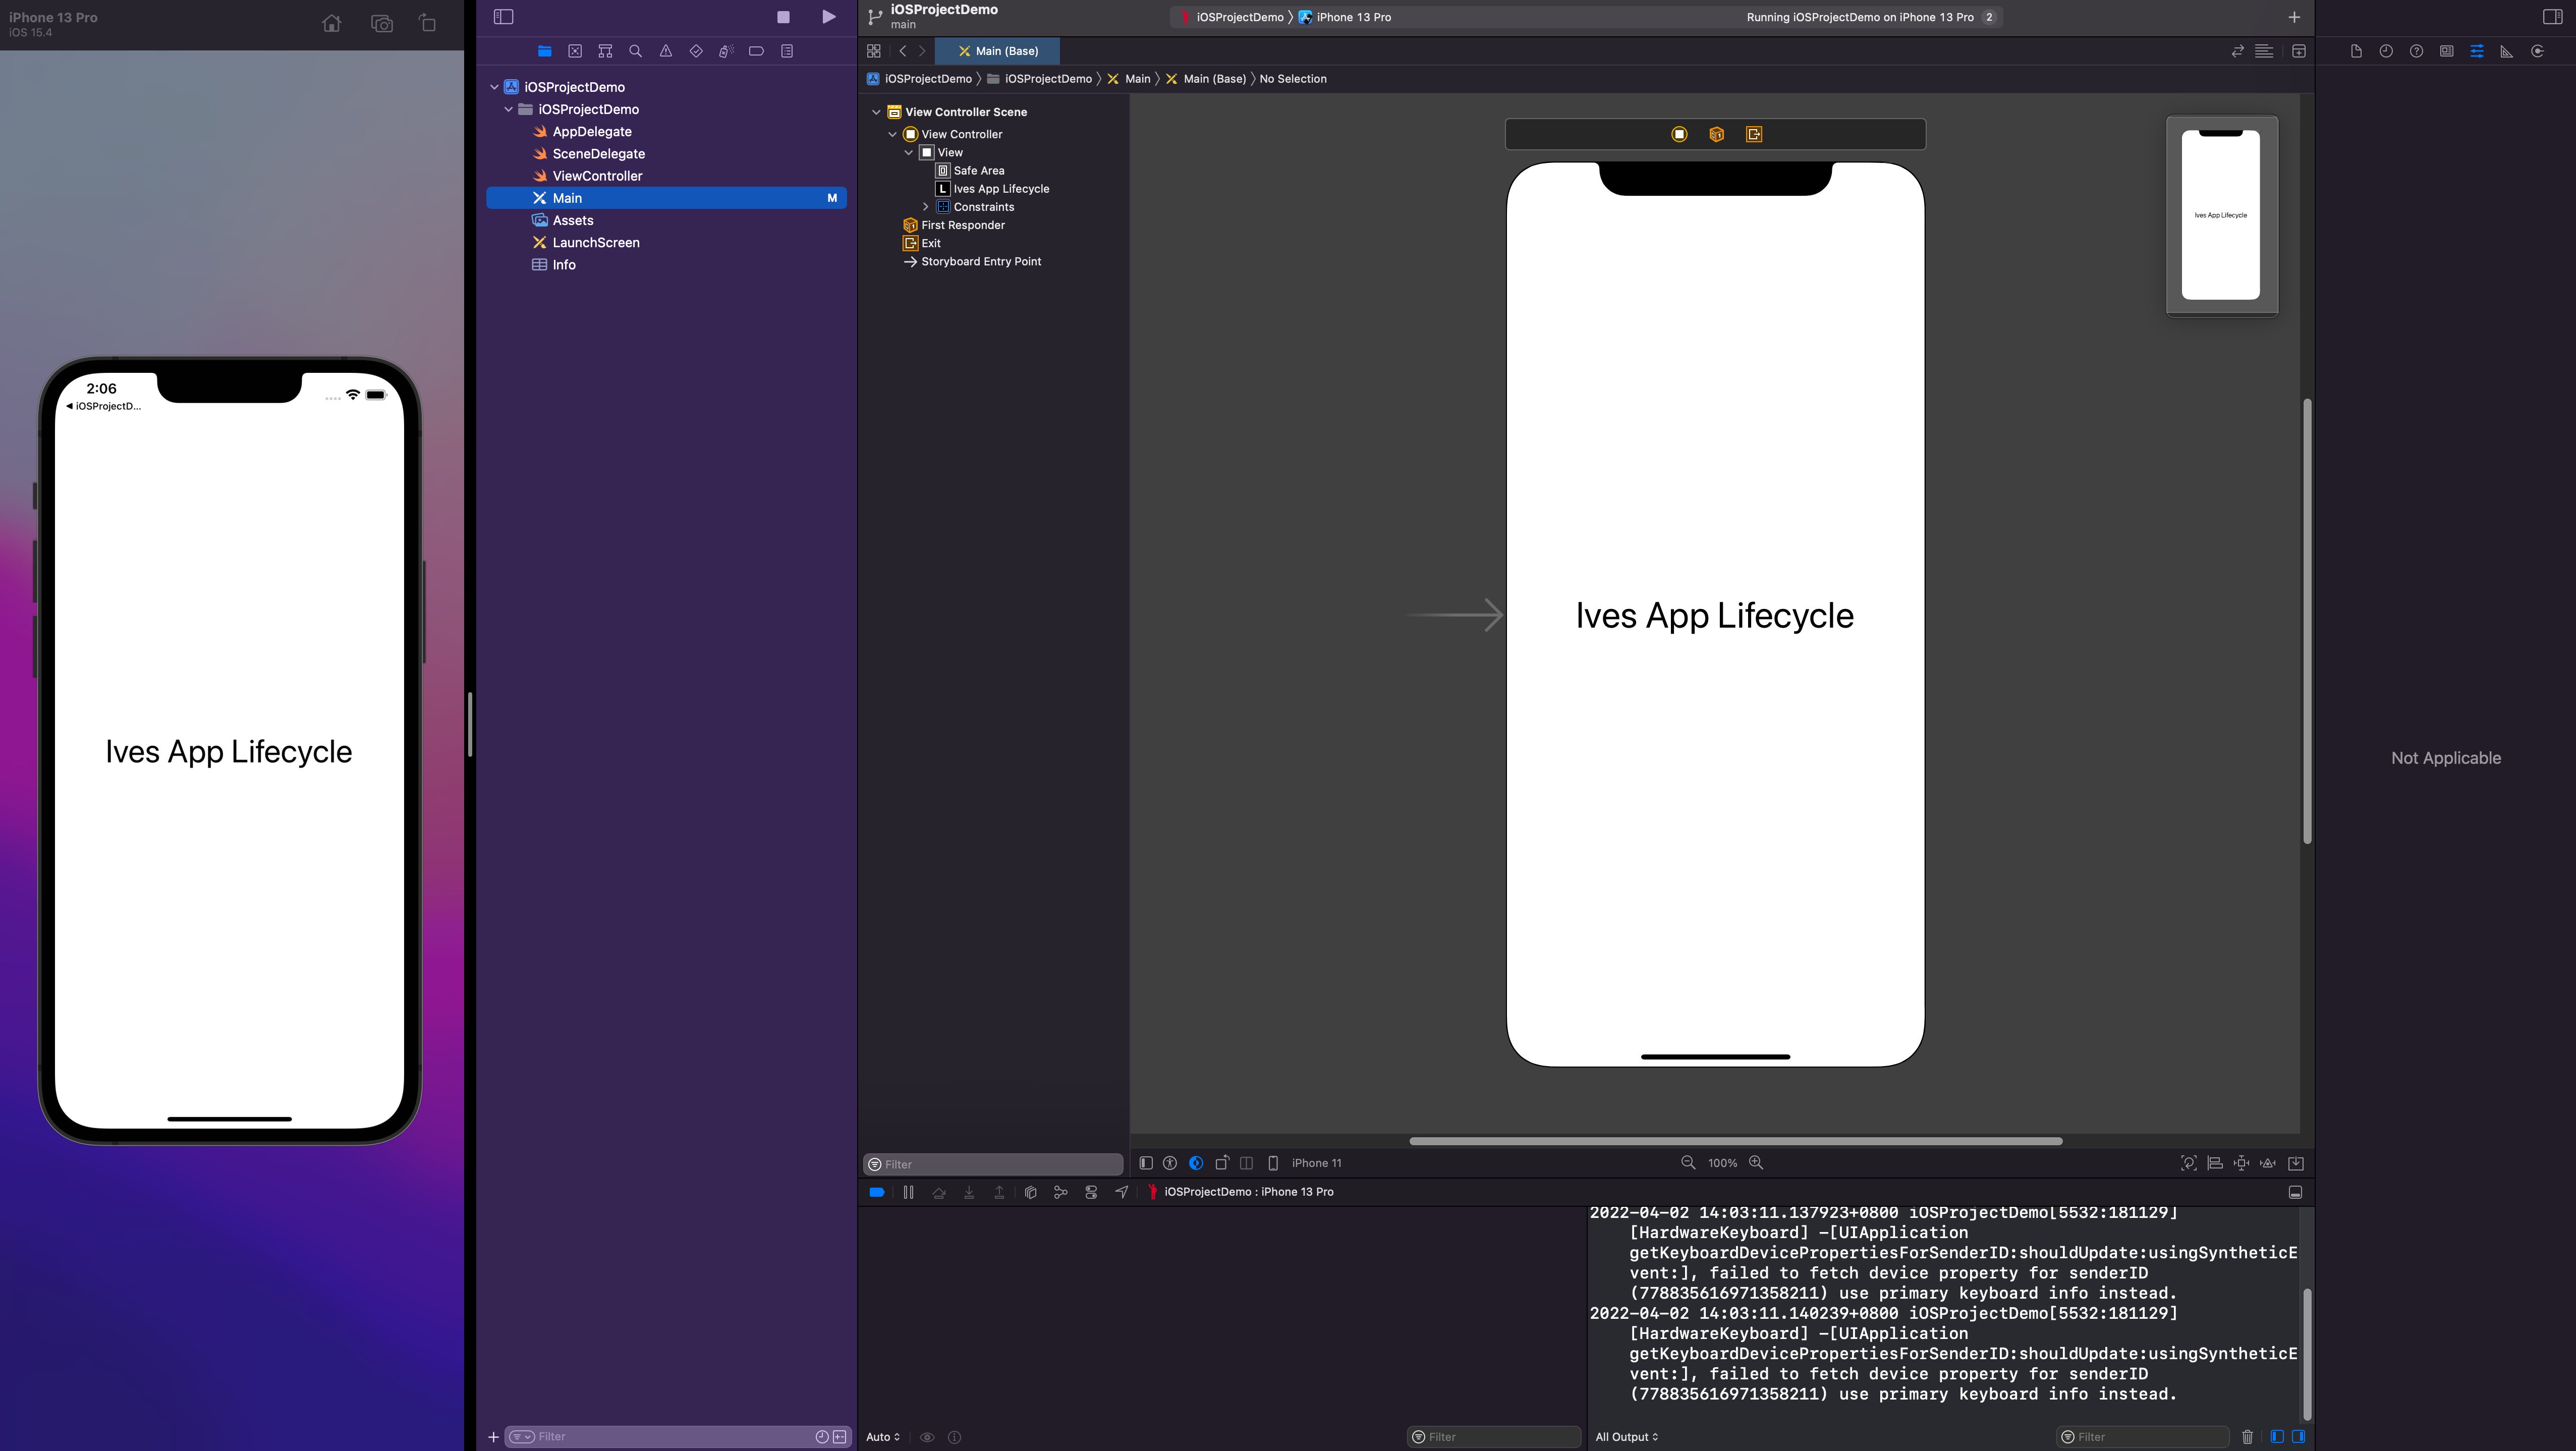 iPhone 13 Pro
iOS 15.4
2:06
iOSProjectD...
Ives App Lifecycle
iOSProjectDemo
iOSProjectDemo
AppDelegate
SceneDelegate
ViewController
Main M
Assets
LaunchScreen
Info
Filter
iOSProjectDemo
main
iOSProjectDemo iPhone 13 Pro
Running iOSProjectDemo on iPhone 13 Pro 2
Main (Base)
iOSProjectDemo iOSProjectDemo Main Main (Base) No Selection
View Controller Scene
View Controller
View
Safe Area
L Ives App Lifecycle
Constraints
First Responder
Exit
Storyboard Entry Point
Filter
Ives App Lifecycle
Ives App Lifecycle
iPhone 11
100%
iOSProjectDemo : iPhone 13 Pro
2022-04-02 14:03:11.137923+0800 iOSProjectDemo[5532:181129]
[HardwareKeyboard] -[UIApplication
getKeyboardDevicePropertiesForSenderID:shouldUpdate:usingSyntheticE
vent:], failed to fetch device property for senderID
(778835616971358211) use primary keyboard info instead.
2022-04-02 14:03:11.140239+0800 iOSProjectDemo[5532:181129]
[HardwareKeyboard] -[UIApplication
getKeyboardDevicePropertiesForSenderID:shouldUpdate:usingSyntheticE
vent:], failed to fetch device property for senderID
(778835616971358211) use primary keyboard info instead.
Auto
Filter
All Output
Filter
Not Applicable